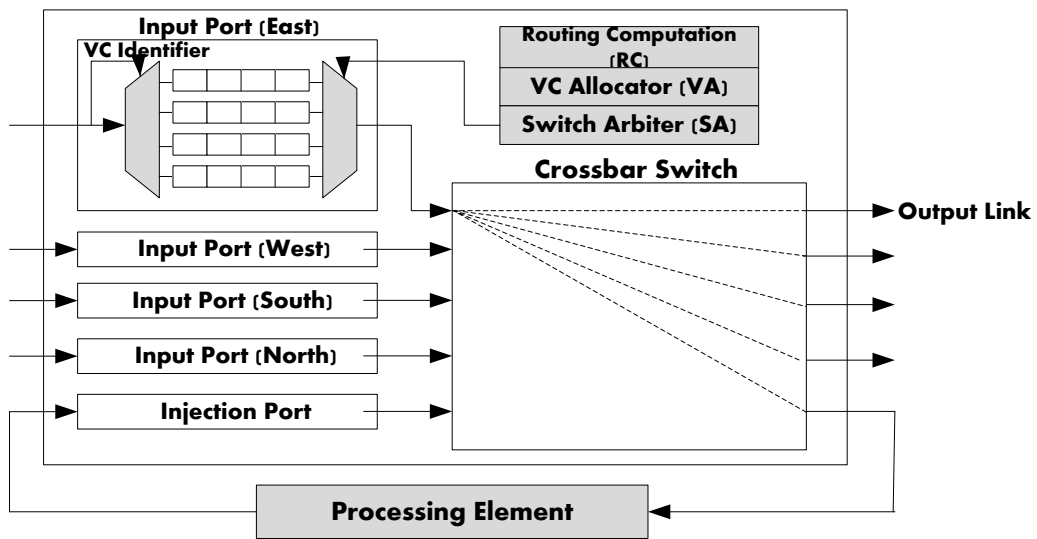 Input Port (East)
VC Identifier
Routing Computation
(RC)
VC Allocator (VA)
Switch Arbiter (SA)
Crossbar Switch
Output Link
Input Port (West)
Input Port (South)
Input Port (North)
Injection Port
Processing Element